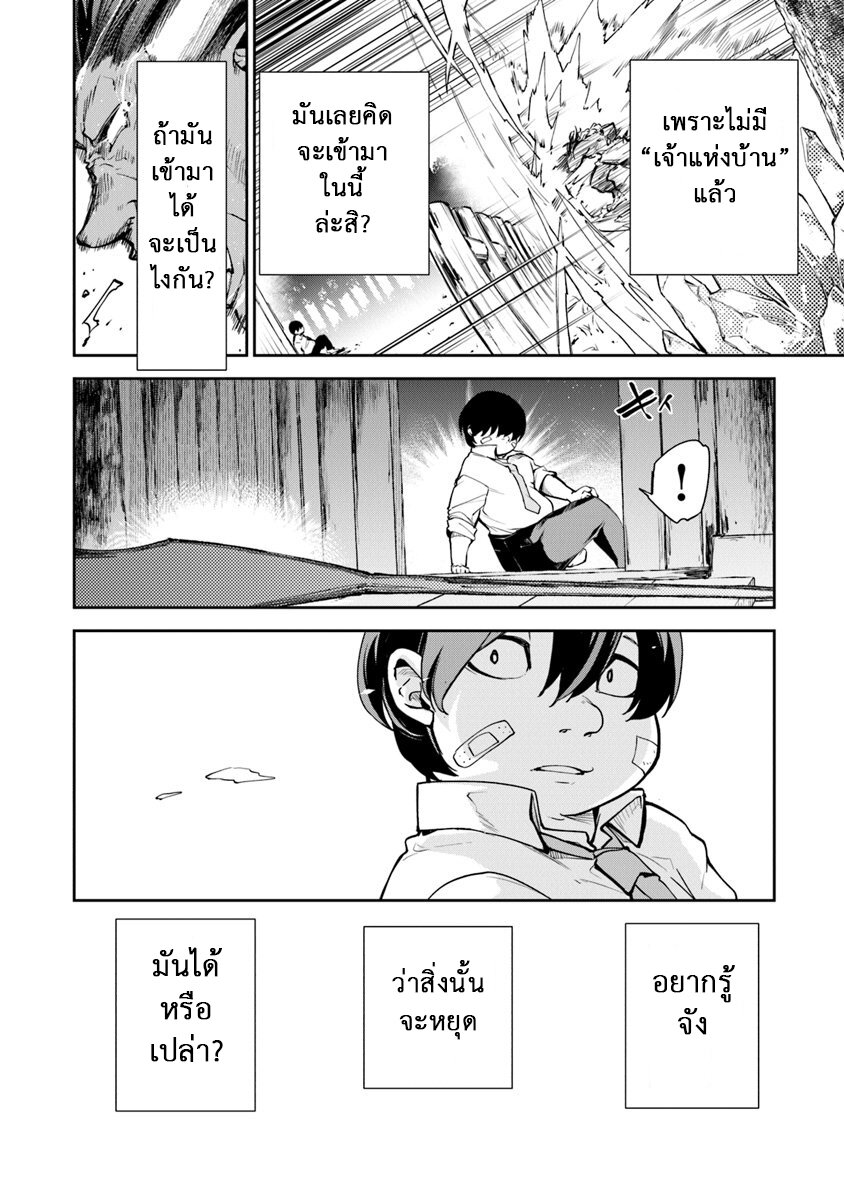 เพราะไม่มี
“เจ้าแห่งบ้าน”
แล้ว
มันเลยคิด
จะเข้ามา
ในนี้
ล่ะสิ?
ถ้ามัน
เข้ามา
ได้
จะเป็น
ไงกัน?
ギイ
!
อยากรู้
จัง
ว่าสิ่งนั้น
จะหยุด
มันได้
หรือ
เปล่า?